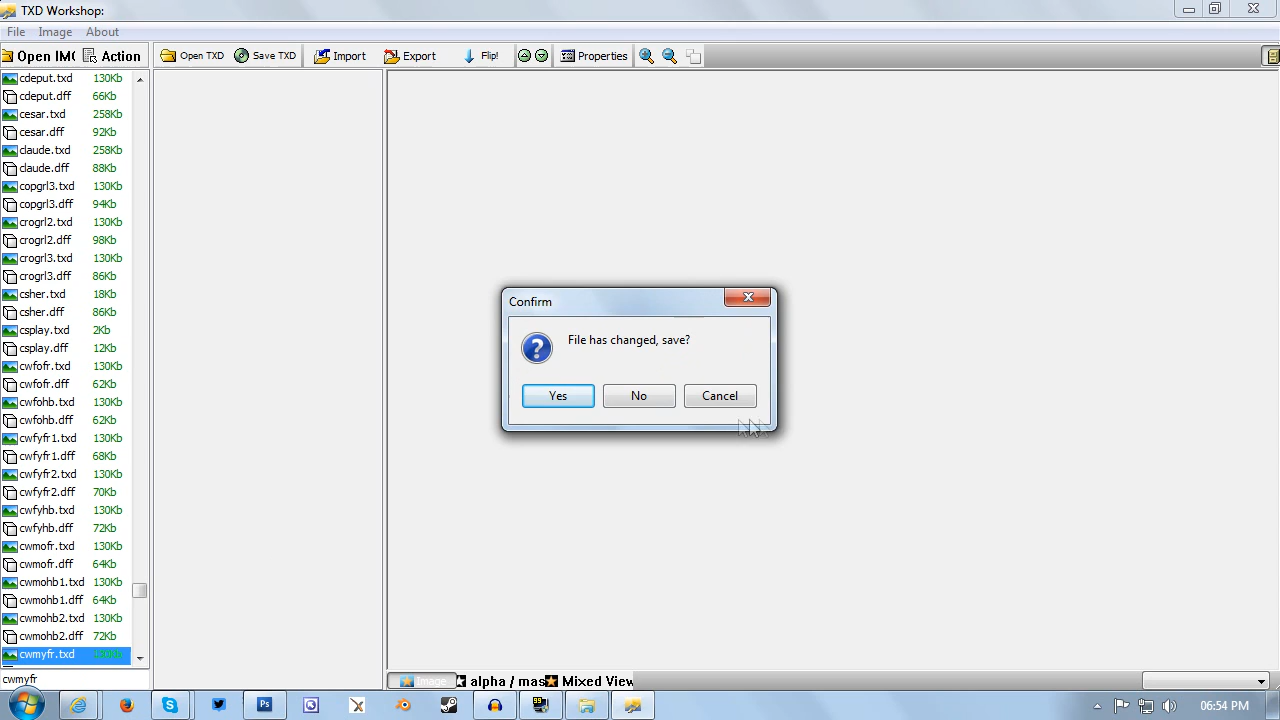 TXD Workshop:
File Image About
Open IMG Action Open TXD Save TXD Import Export Flip! Properties
cdeput.txd 130Kb
cdeput.dff 66Kb
cesar.txd 258Kb
cesar.dff 92Kb
claude.txd 258Kb
claude.dff 88Kb
copgrl3.txd 130Kb
copgrl3.dff 94Kb
crogrl2.txd 130Kb
crogrl2.dff 98Kb
crogrl3.txd 130Kb
crogrl3.dff 86Kb
csher.txd 18Kb
csher.dff 86Kb
csplay.txd 2Kb
csplay.dff 12Kb
cwfofr.txd 130Kb
cwfofr.dff 62Kb
cwfohb.txd 130Kb
cwfohb.dff 62Kb
cwfyfr1.txd 130Kb
cwfyfr1.dff 68Kb
cwfyfr2.txd 130Kb
cwfyfr2.dff 70Kb
cwfyhb.txd 130Kb
cwfyhb.dff 72Kb
cwmofr.txd 130Kb
cwmofr.dff 64Kb
cwmohb1.txd 130Kb
cwmohb1.dff 64Kb
cwmohb2.txd 130Kb
cwmohb2.dff 72Kb
cwmyfr.txd 130Kb
cwmyfr
Confirm
File has changed, save?
Yes No Cancel
Image alpha / mas Mixed View
06:54 PM